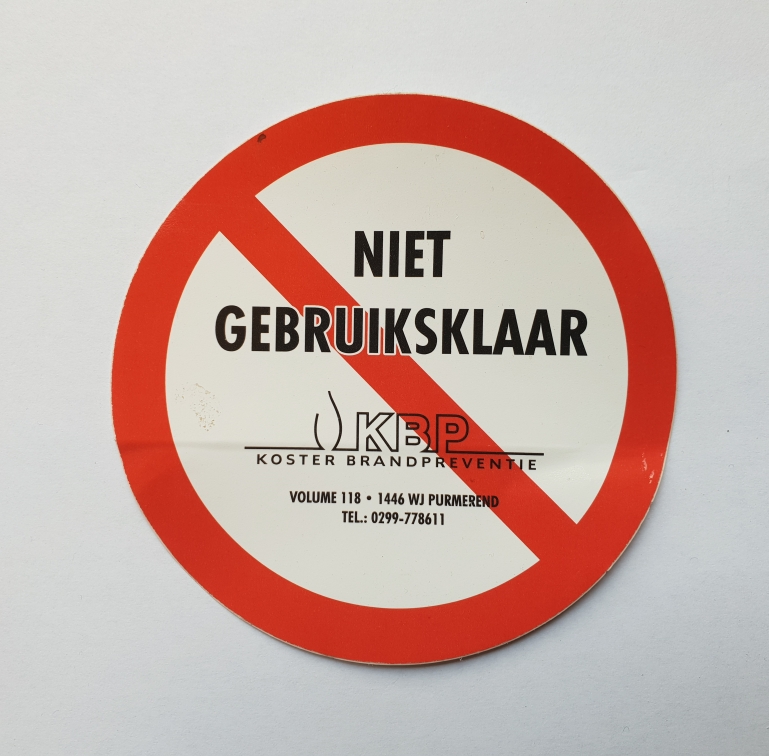 NIET
GEBRUIKSKLAAR
KBP
KOSTER BRANDPREVENTIE
VOLUME 118 • 1446 WJ PURMEREND
TEL.: 0299-778611